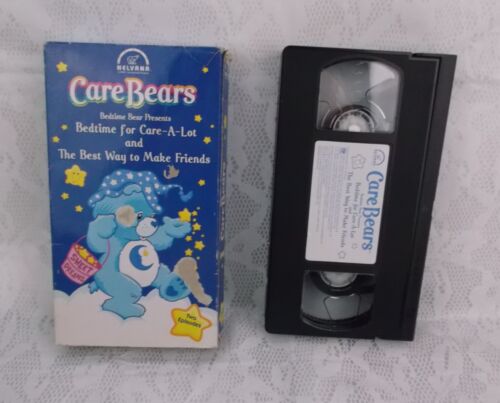 NELVANA
Care Bears
Bedtime Bear Presents
Bedtime for Care-A-Lot
and
The Best Way to Make Friends
SWEET
DREAMS
Two
Episodes
NELVANA
Care Bears
Bedtime for Care-A-Lot
The Best Way to Make Friends